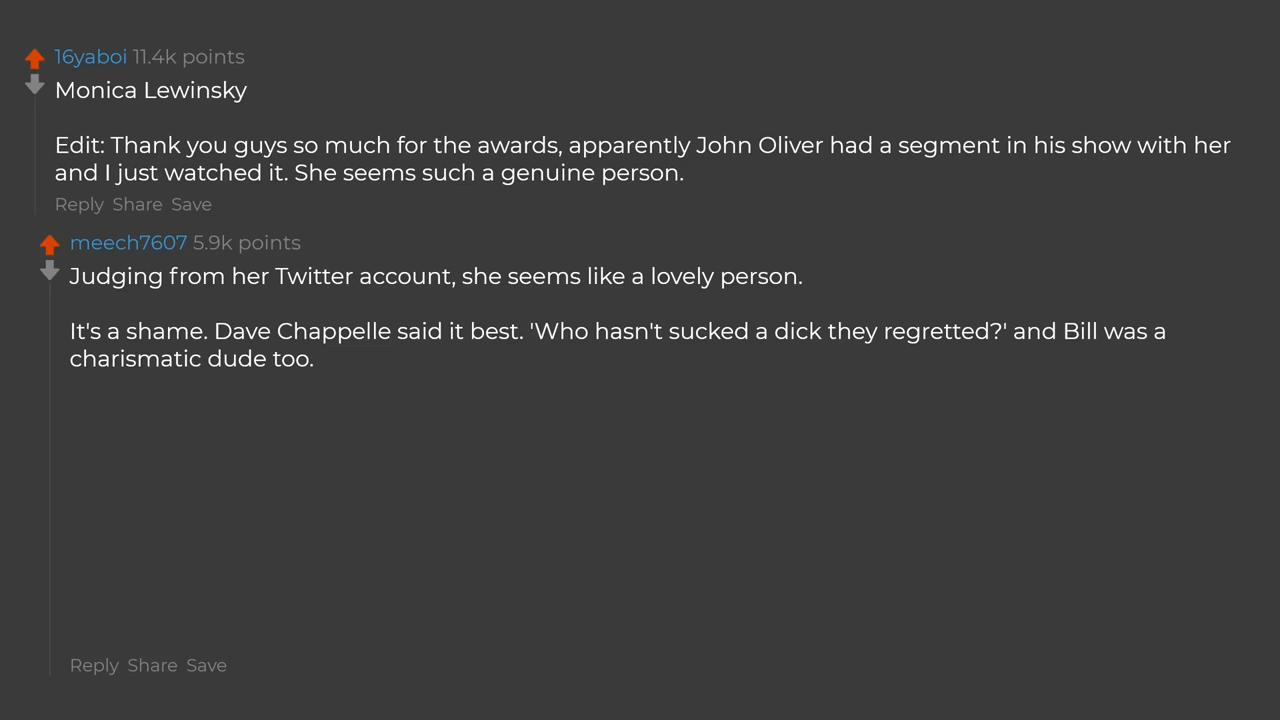 16yaboi 11.4k points
Monica Lewinsky
Edit: Thank you guys so much for the awards, apparently John Oliver had a segment in his show with her
and I just watched it. She seems such a genuine person.
Reply Share Save
meech7607 5.9k points
Judging from her Twitter account, she seems like a lovely person.
It's a shame. Dave Chappelle said it best. 'Who hasn't sucked a dick they regretted?' and Bill was a
charismatic dude too.
Reply Share Save